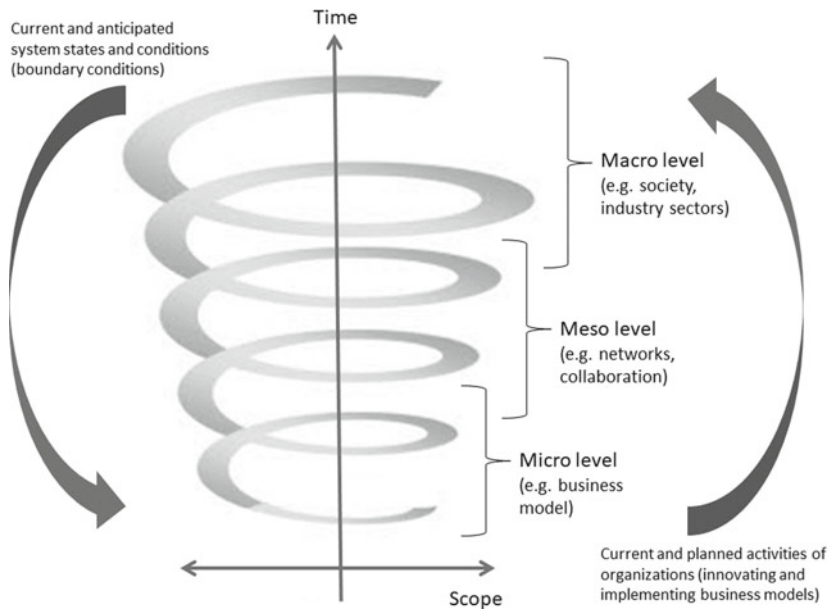 Time
Current and anticipated
system states and conditions
(boundary conditions)
Macro level
(e.g. society,
industry sectors)
Meso level
(e.g. networks,
collaboration)
Micro level
(e.g. business
model)
Scope
Current and planned activities of
organizations (innovating and
implementing business models)